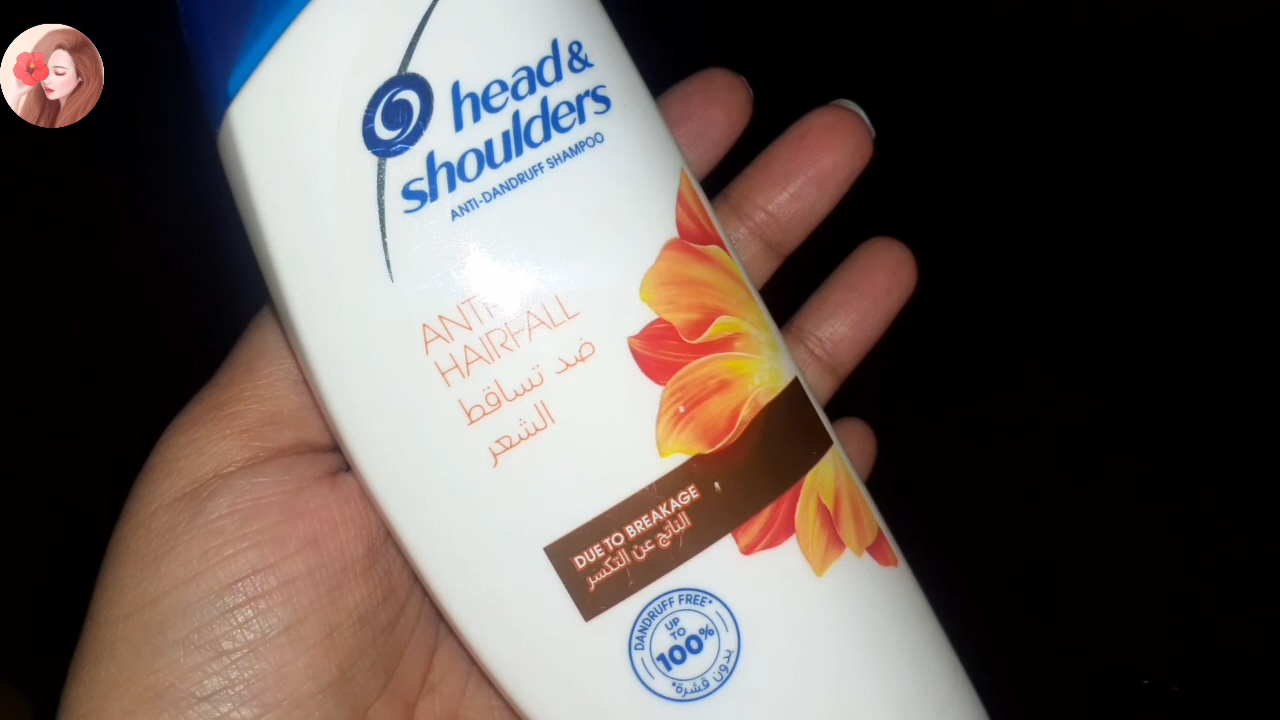 head &
shoulders
ANTI-DANDRUFF SHAMPOO
ANTI
HAIRFALL
ضد تساقط
الشعر
DUE TO BREAKAGE
الناتج عن التكسر
DANDRUFF FREE*
UP
TO
100%
بدون قشرة*